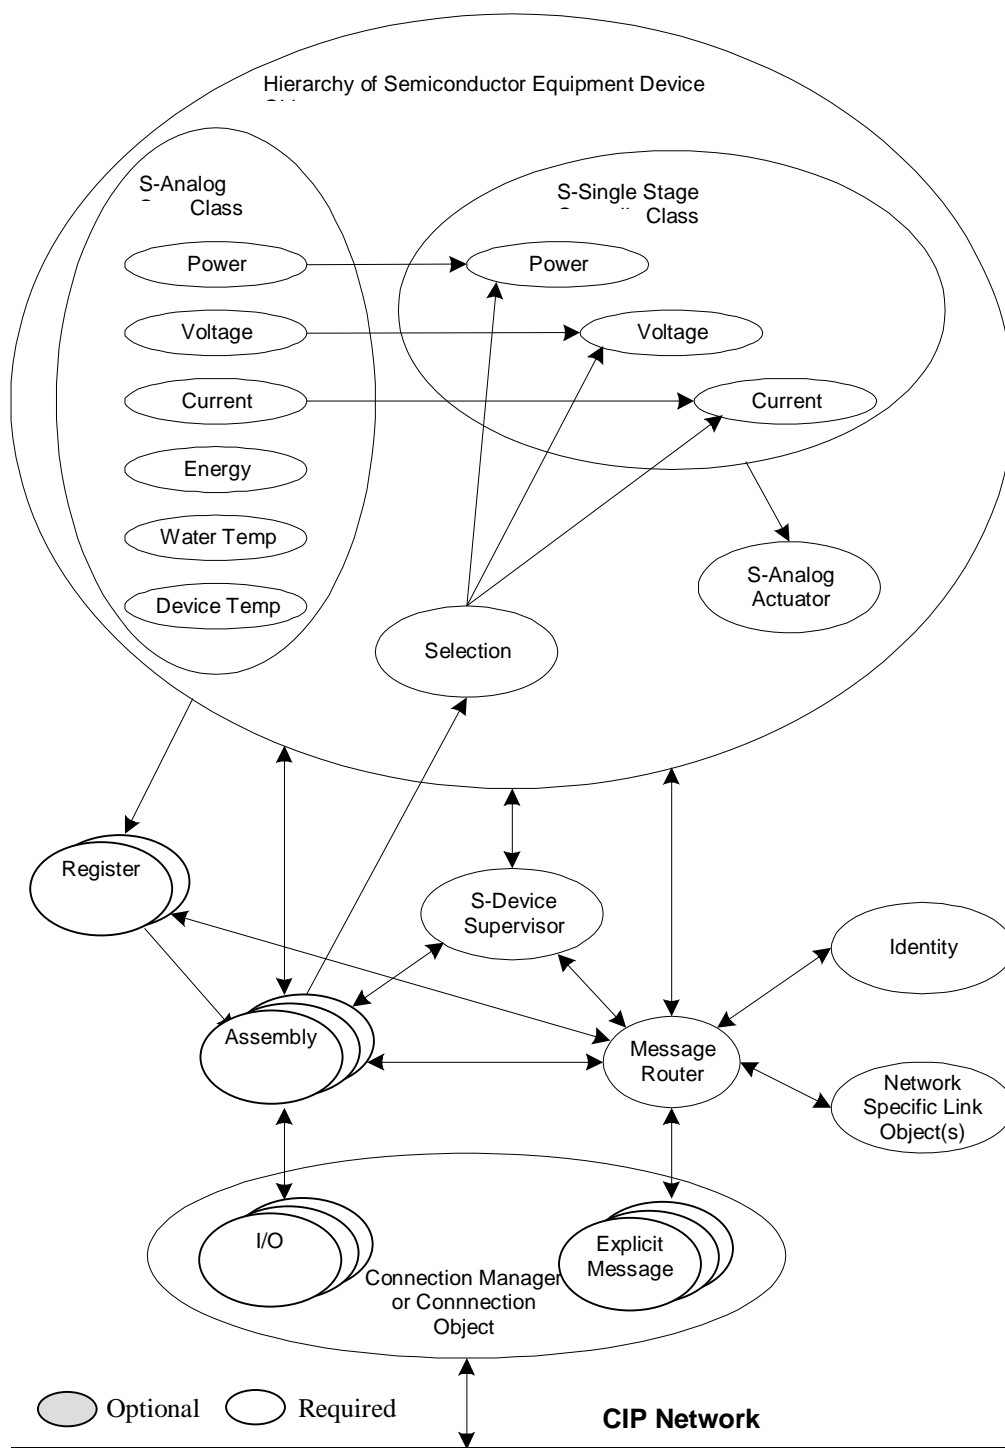 Hierarchy of Semiconductor Equipment Device
S-Analog
Class
S-Single Stage
Class
Power
Power
Voltage
Voltage
Current
Current
Energy
Water Temp
Device Temp
S-Analog
Actuator
Selection
Register
S-Device
Supervisor
Identity
Assembly
Message
Router
Network
Specific Link
Object(s)
I/O
Explicit
Message
Connection Manager
or Connnection
Object
Optional
Required
CIP Network